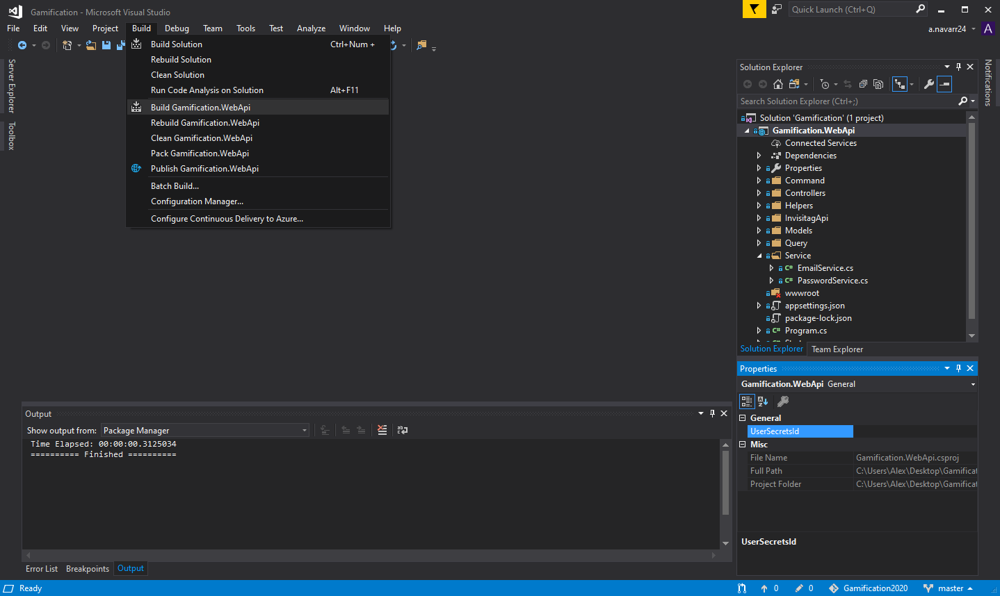 Gamification - Microsoft Visual Studio
Quick Launch (Ctrl+Q)
File Edit View Project Build Debug Team Tools Test Analyze Window Help
a.navarr24 A
Server Explorer
Toolbox
Build Solution Ctrl+Num +
Rebuild Solution
Clean Solution
Run Code Analysis on Solution Alt+F11
Build Gamification.WebApi
Rebuild Gamification.WebApi
Clean Gamification.WebApi
Pack Gamification.WebApi
Publish Gamification.WebApi
Batch Build...
Configuration Manager...
Configure Continuous Delivery to Azure...
Solution Explorer
Search Solution Explorer (Ctrl+;)
Solution 'Gamification' (1 project)
Gamification.WebApi
Connected Services
Dependencies
Properties
Command
Controllers
Helpers
InvisitagApi
Models
Query
Service
C# EmailService.cs
C# PasswordService.cs
wwwroot
appsettings.json
package-lock.json
C# Program.cs
Solution Explorer Team Explorer
Notifications
Properties
Gamification.WebApi General
General
UserSecretsId
Misc
File Name Gamification.WebApi.csproj
Full Path C:\Users\Alex\Desktop\Gamificat
Project Folder C:\Users\Alex\Desktop\Gamificat
UserSecretsId
Output
Show output from: Package Manager
Time Elapsed: 00:00:00.3125034
========== Finished ==========
Error List Breakpoints Output
Ready
0 0 Gamification2020 master